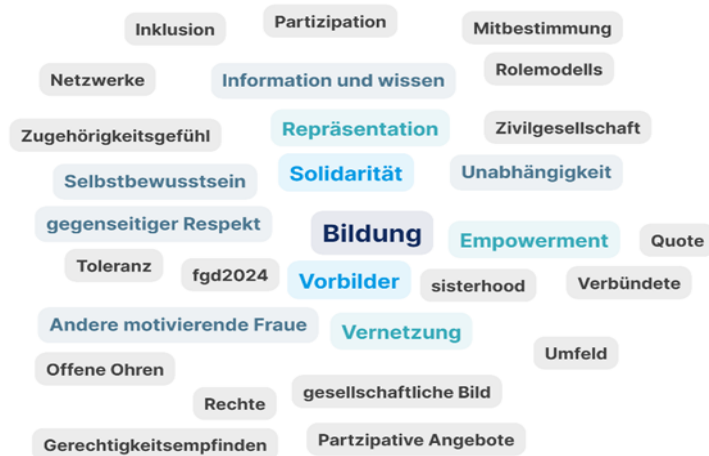 Partizipation
Inklusion
Mitbestimmung
Rolemodells
Netzwerke
Information und wissen
Zugehörigkeitsgefühl
Repräsentation
Zivilgesellschaft
Selbstbewusstsein
Solidarität
Unabhängigkeit
gegenseitiger Respekt
Bildung
Empowerment
Quote
Toleranz
fgd2024
Vorbilder
sisterhood
Verbündete
Andere motivierende Fraue
Vernetzung
Umfeld
Offene Ohren
Rechte
gesellschaftliche Bild
Gerechtigkeitsempfinden
Partzipative Angebote